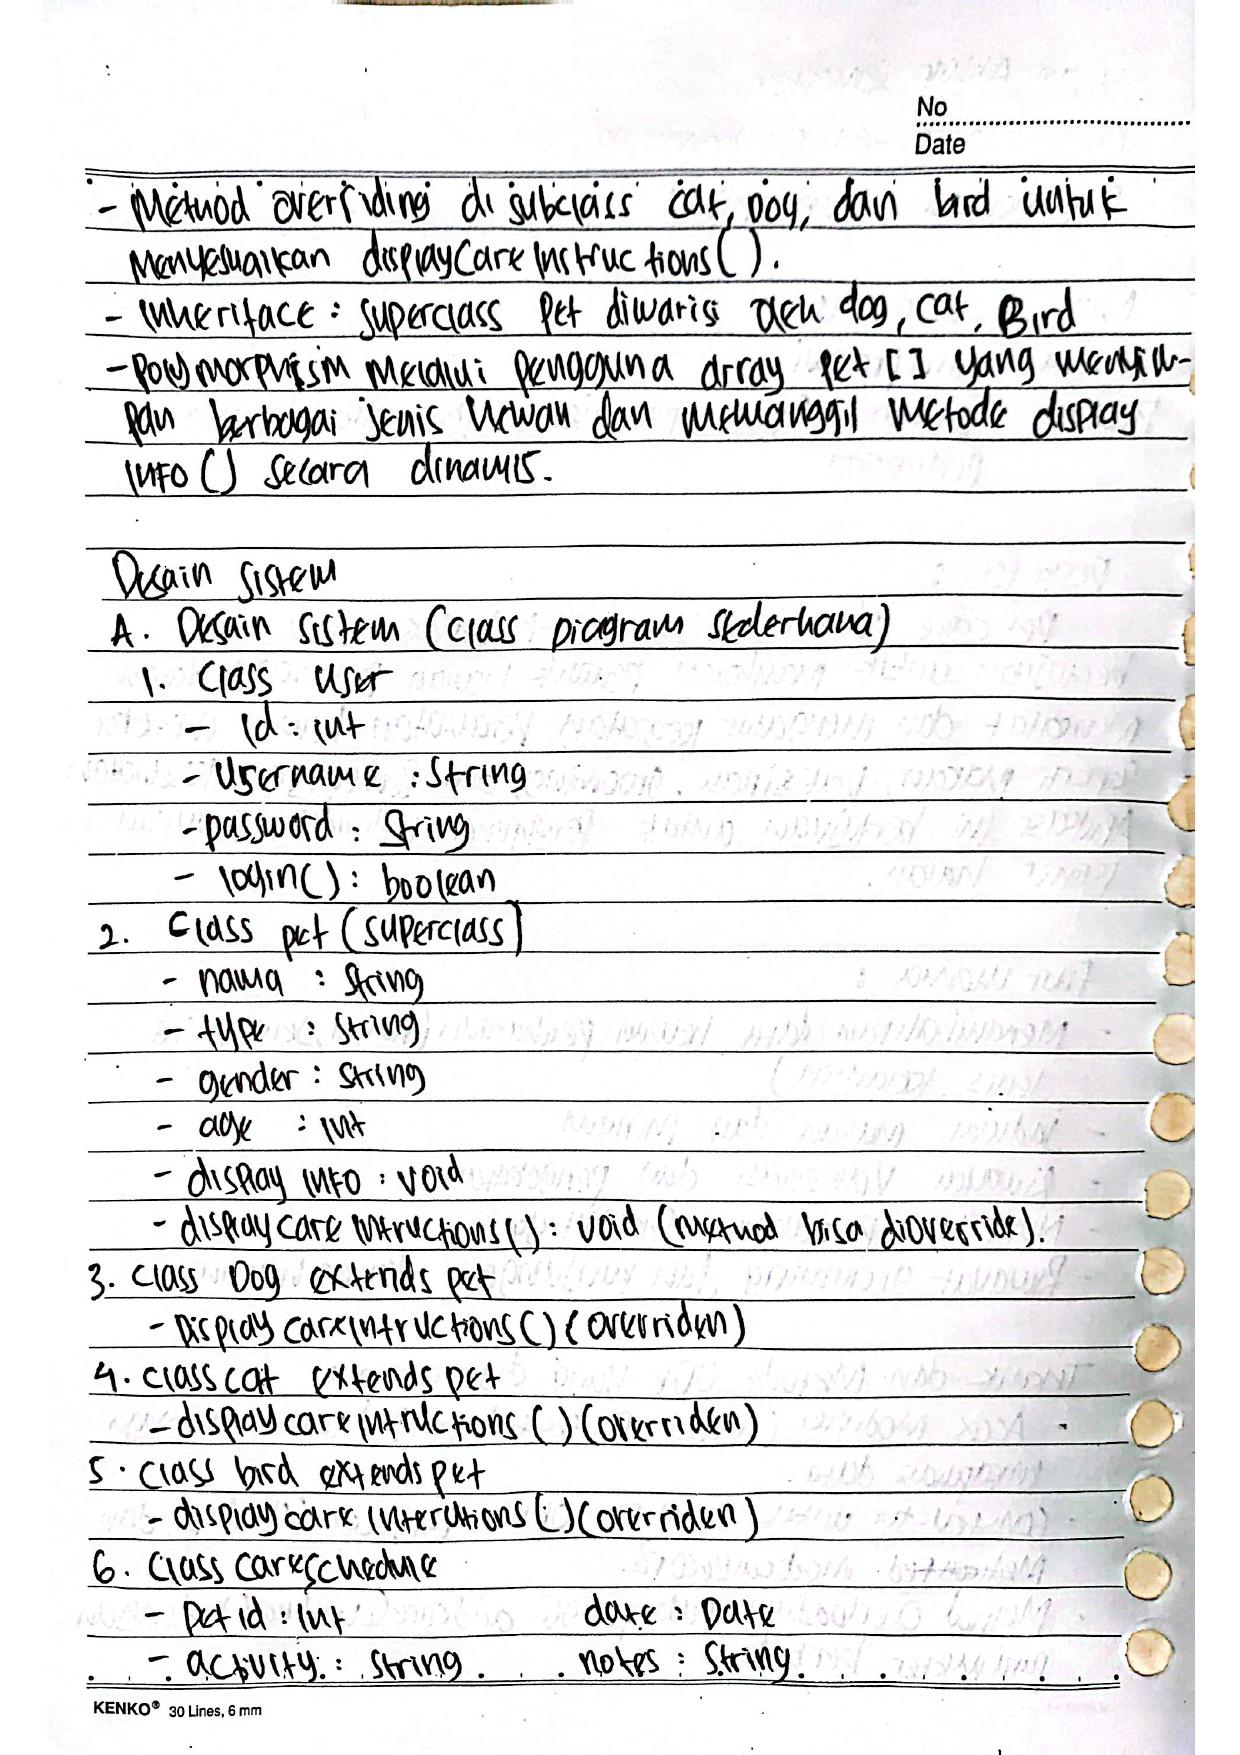 No
Date
- Method overriding di subclass cat, Dog, dan bird untuk
menyesuaikan displayCare Instructions().
- Inheritace : superclass Pet diwarisi oleh dog, cat, Bird
- Polymorphism melalui pengguna array Pet [] yang menyim-
pan berbagai jenis hewan dan memanggil metode display
INFO () secara dinamis.
Desain sistem
A. Desain sistem (class Diagram sederhana)
1. Class User
- Id : int
- Username : String
- password : String
- login() : boolean
2. Class pet (superclass)
- nama : String
- type : String
- gender : String
- age : int
- display info : void
- display care intructions() : void (method bisa dioverride).
3. class Dog extends pet
- Display care intructions() (overriden)
4. class cat extends pet
- display care intructions () (overriden)
5. class bird extends pet
- display care interutions () (overriden)
6. class careschedule
- pet id : int date : Date
- activity : String notes : String
KENKO® 30 Lines, 6 mm